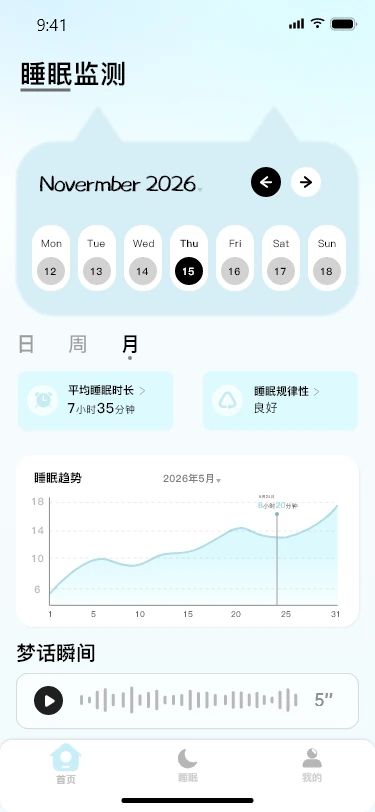 9:41
睡眠监测
Novermber 2026
Mon Tue Wed Thu Fri Sat Sun
12 13 14 15 16 17 18
日 周 月
平均睡眠时长 >
7小时35分钟
睡眠规律性 >
良好
睡眠趋势 2026年5月
8小时20分钟
18
14
10
6
1 5 10 15 20 25 31
梦话瞬间
5''
首页 睡眠 我的